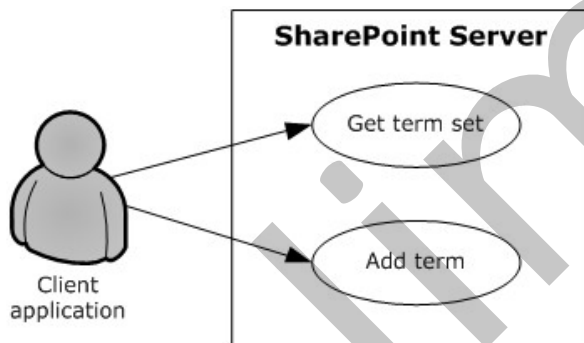 SharePoint Server
Get term set
Add term
Client
application